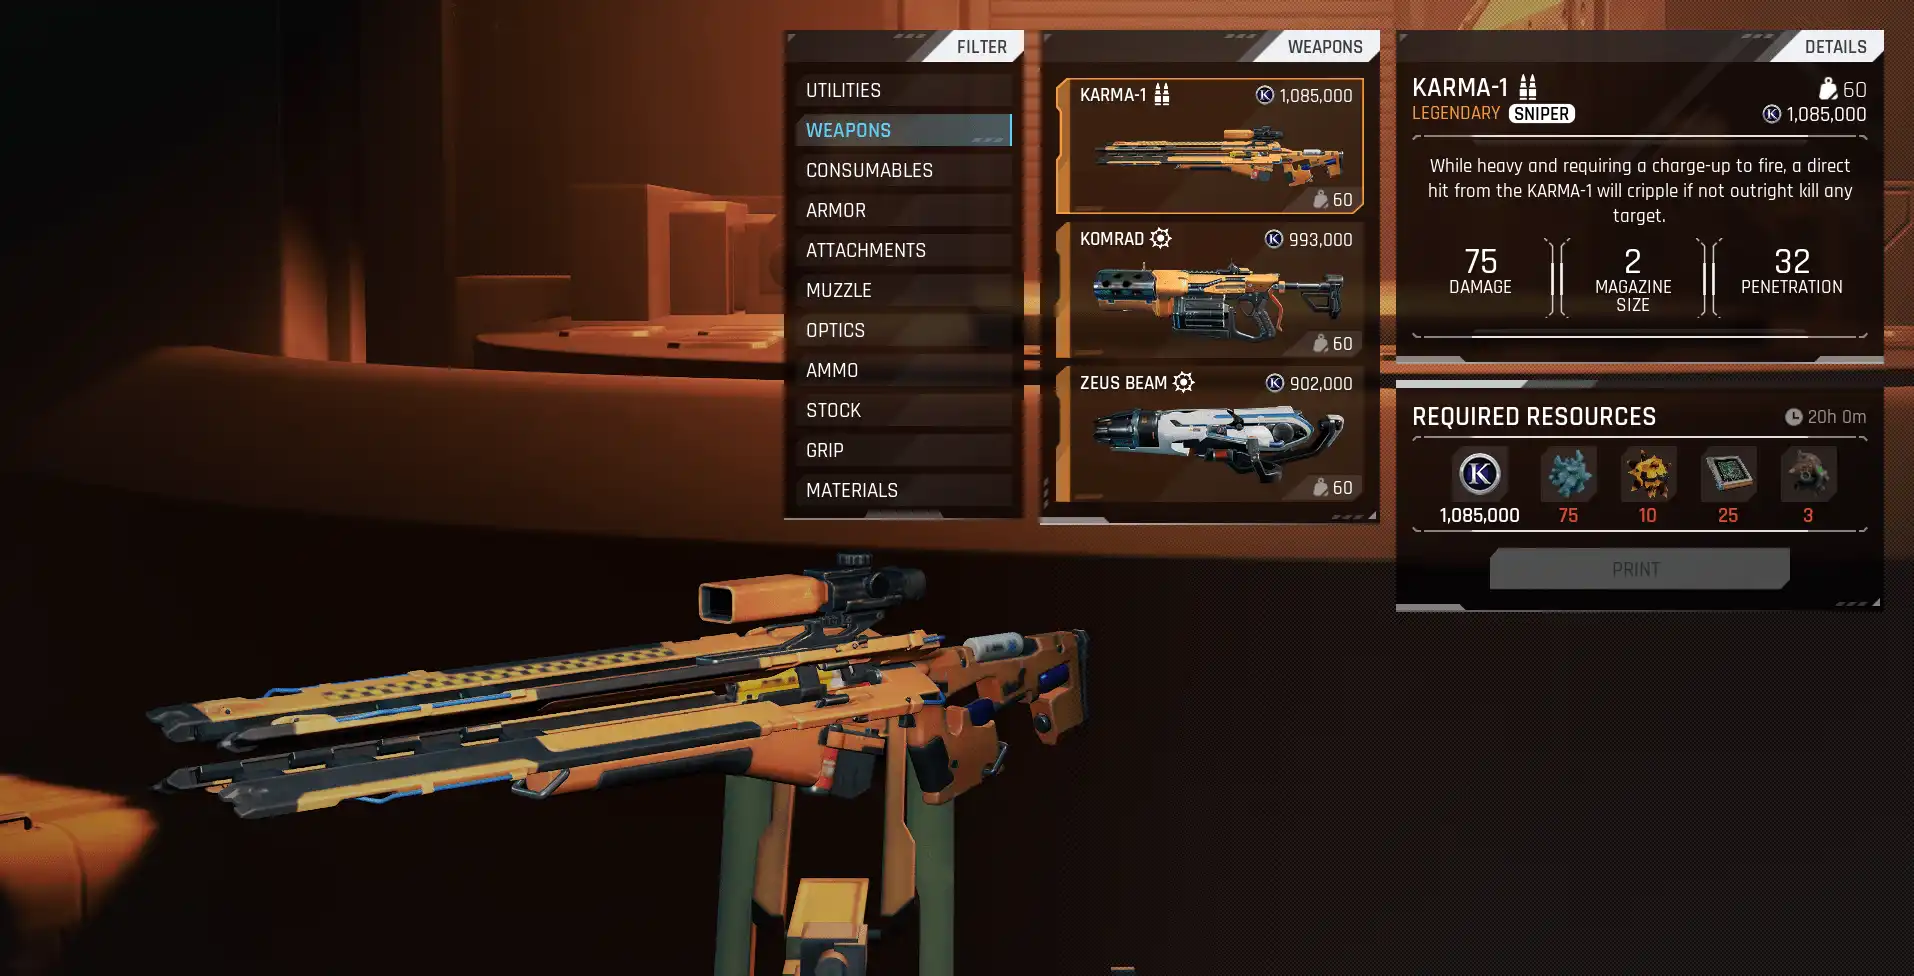 FILTER
UTILITIES
WEAPONS
CONSUMABLES
ARMOR
ATTACHMENTS
MUZZLE
OPTICS
AMMO
STOCK
GRIP
MATERIALS
WEAPONS
KARMA-1 K 1,085,000
60
KOMRAD K 993,000
60
ZEUS BEAM K 902,000
60
DETAILS
KARMA-1 60
LEGENDARY SNIPER K 1,085,000
While heavy and requiring a charge-up to fire, a direct
hit from the KARMA-1 will cripple if not outright kill any
target.
75 2 32
DAMAGE MAGAZINE PENETRATION
SIZE
REQUIRED RESOURCES 20h 0m
K
1,085,000 75 10 25 3
PRINT